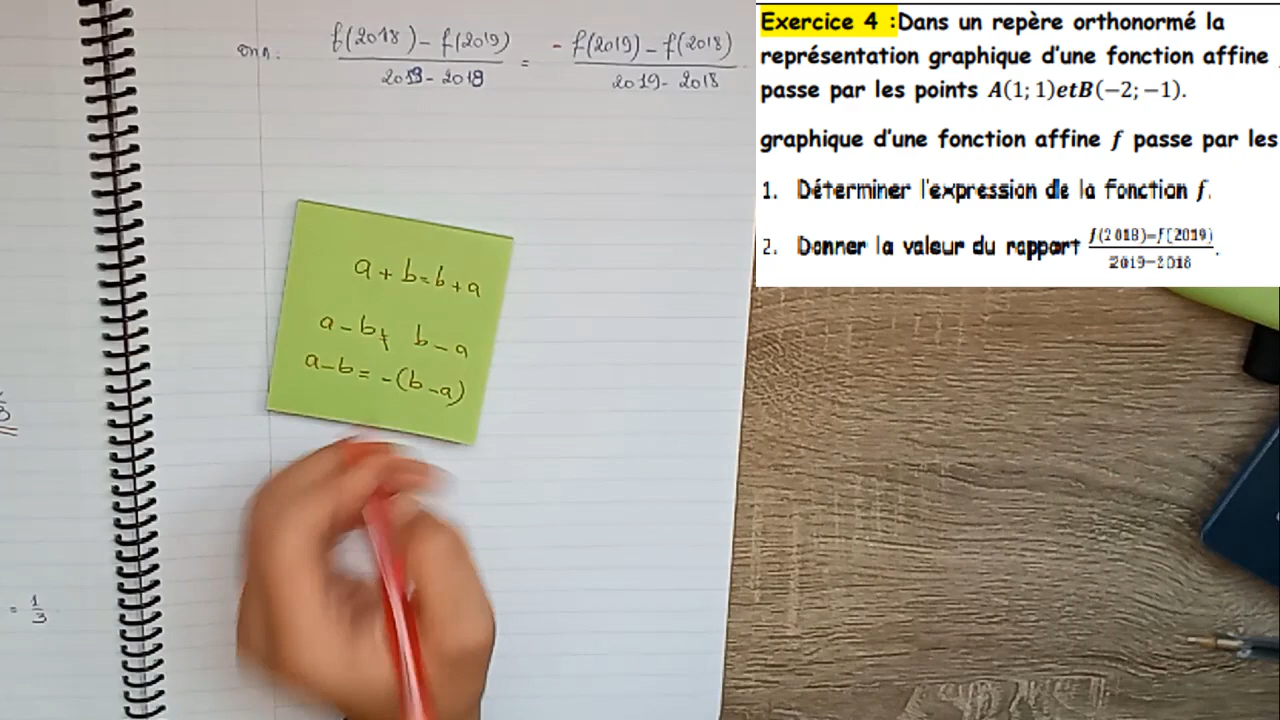 onA: f(2018) - f(2019) / 2019 - 2018 = - f(2019) - f(2018) / 2019 - 2018
a + b = b + a
a - b ≠ b - a
a - b = -(b - a)
= 1/3
Exercice 4 : Dans un repère orthonormé la
représentation graphique d'une fonction affine
passe par les points A(1; 1)etB(−2; −1).
graphique d'une fonction affine f passe par les
1. Déterminer l'expression de la fonction f.
2. Donner la valeur du rapport f(2018)−f(2019) / 2019−2018 .